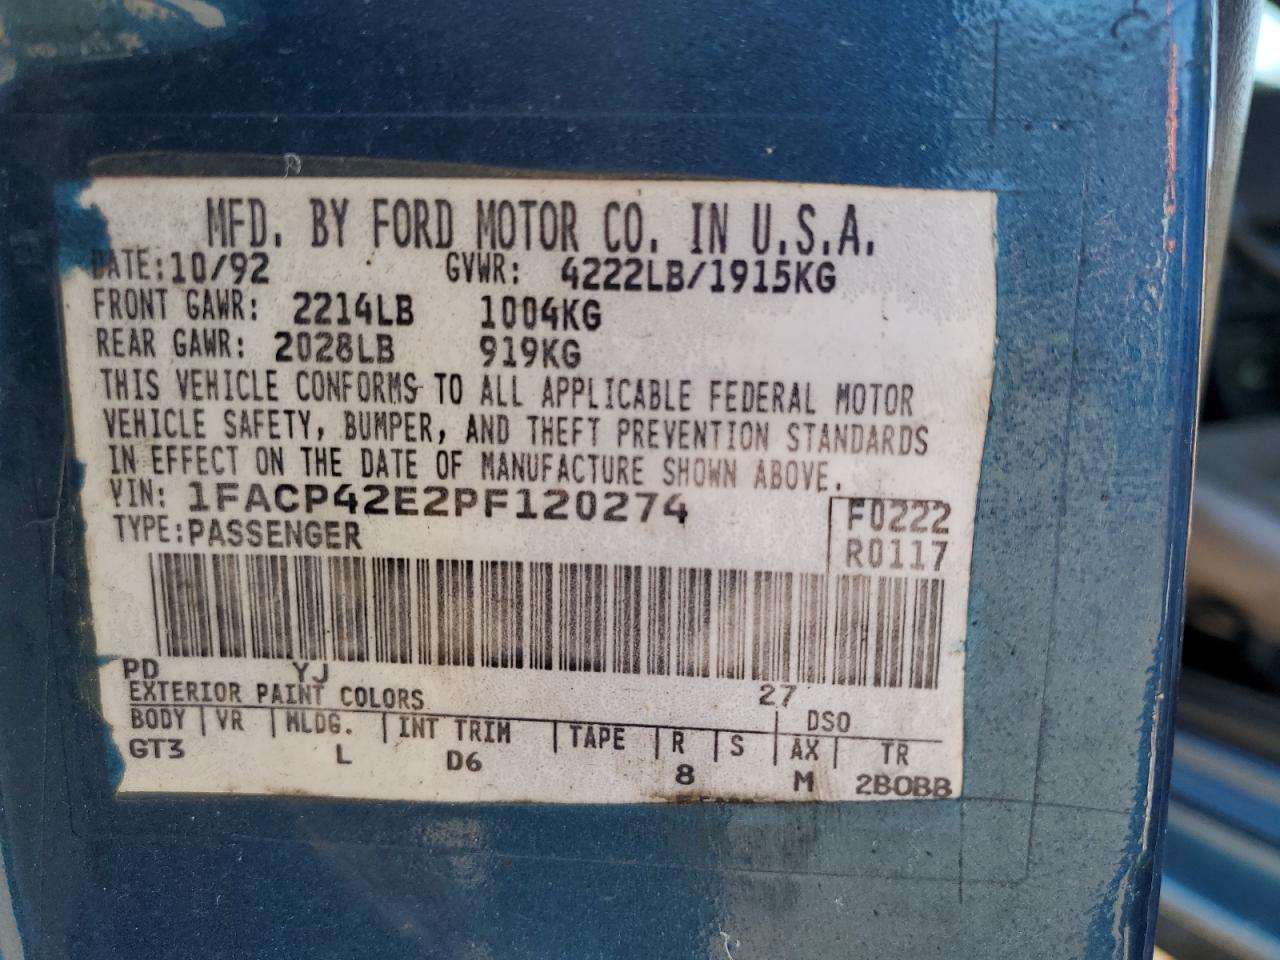 MFD. BY FORD MOTOR CO. IN U.S.A.
DATE:10/92 GVWR: 4222LB/1915KG
FRONT GAWR: 2214LB 1004KG
REAR GAWR: 2028LB 919KG
THIS VEHICLE CONFORMS TO ALL APPLICABLE FEDERAL MOTOR
VEHICLE SAFETY, BUMPER, AND THEFT PREVENTION STANDARDS
IN EFFECT ON THE DATE OF MANUFACTURE SHOWN ABOVE.
VIN: 1FACP42E2PF120274
TYPE:PASSENGER
F0222
R0117
PD YJ
EXTERIOR PAINT COLORS 27 DSO
BODY VR MLDG. INT TRIM TAPE R S AX TR
GT3 L D6 8 M 2B0BB